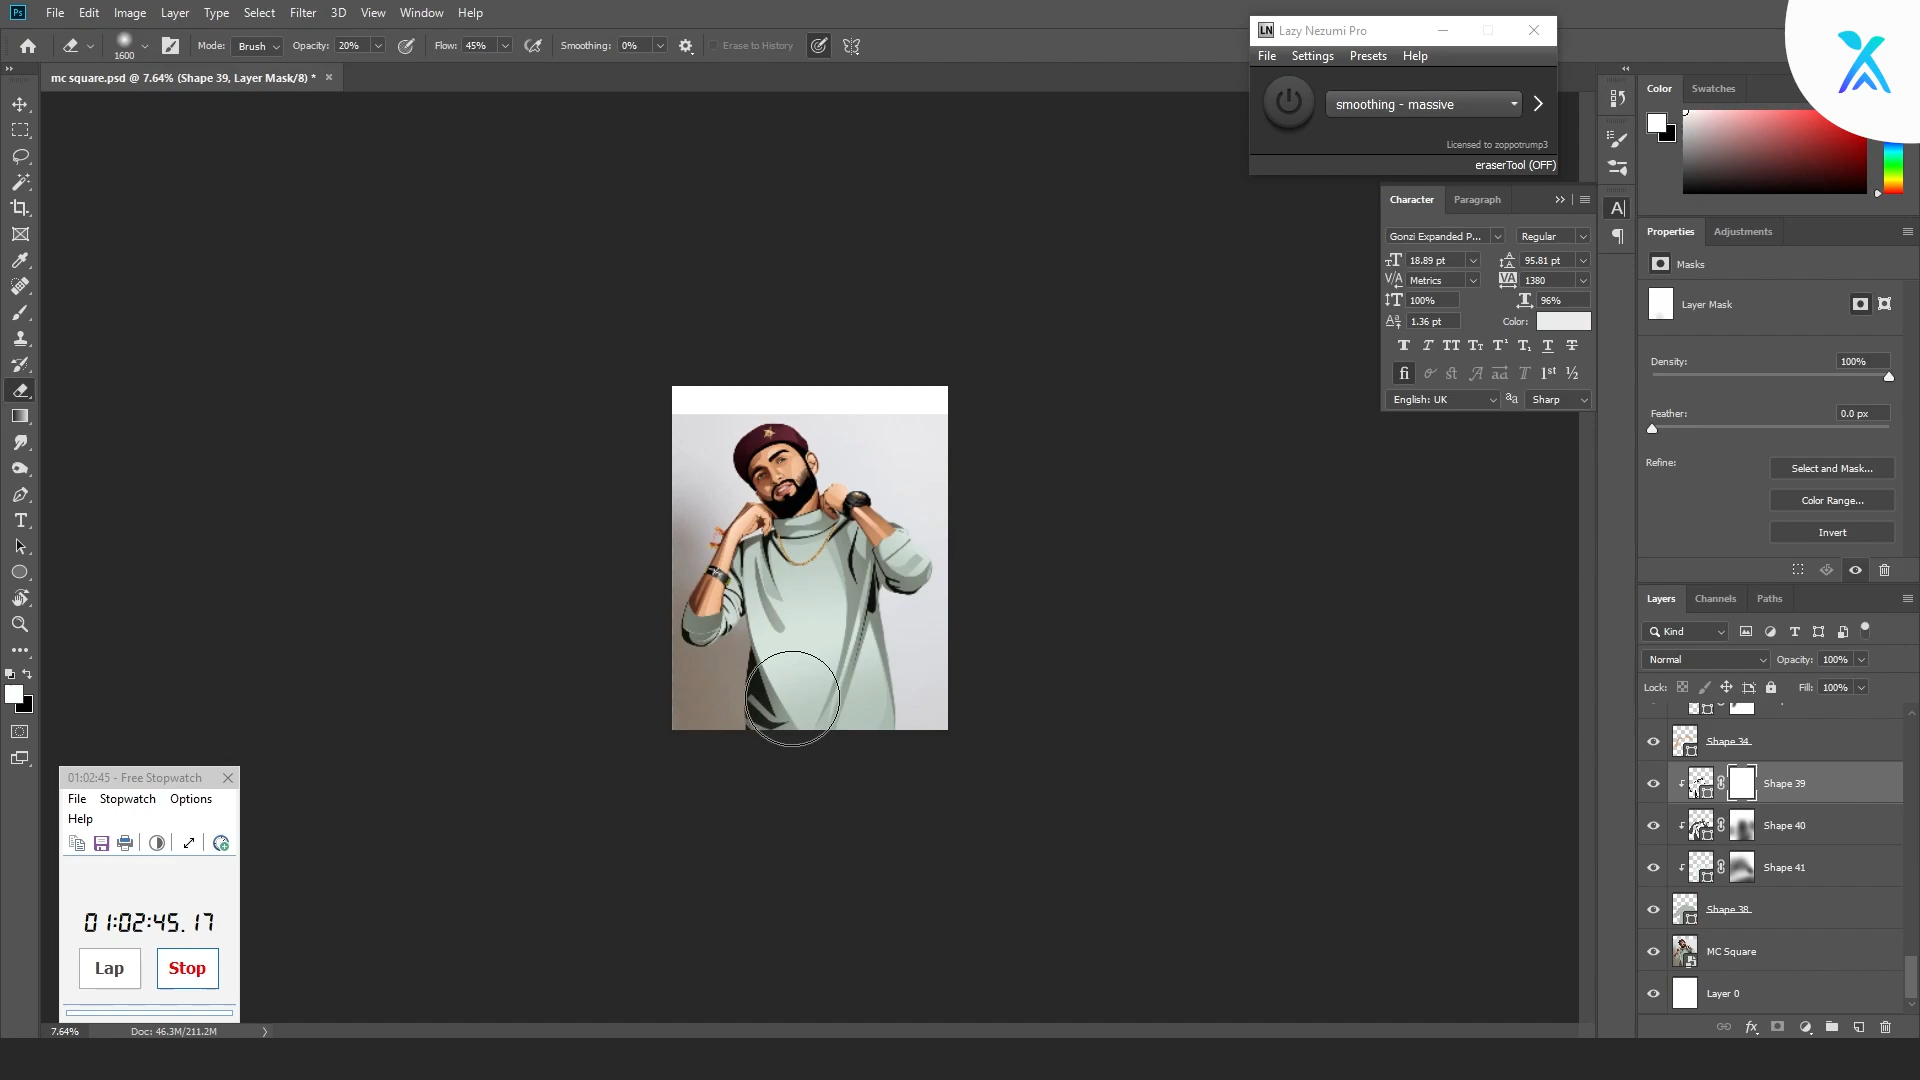 Ps File Edit Image Layer Type Select Filter 3D View Window Help
Mode: Brush Opacity: 20% Flow: 45% Smoothing: 0% Erase to History
1600
mc square.psd @ 7.64% (Shape 39, Layer Mask/8) * ×
LN Lazy Nezumi Pro
File Settings Presets Help
smoothing - massive
Licensed to zoppotrump3
eraserTool (OFF)
Character Paragraph
Gonzi Expanded P... Regular
18.89 pt 95.81 pt
Metrics 1380
100% 96%
1.36 pt Color:
English: UK Sharp
Color Swatches
Properties Adjustments
Masks
Layer Mask
Density: 100%
Feather: 0.0 px
Refine: Select and Mask...
Color Range...
Invert
Layers Channels Paths
Kind
Normal Opacity: 100%
Lock: Fill: 100%
Shape 34
Shape 39
Shape 40
Shape 41
Shape 38
MC Square
Layer 0
01:02:45 - Free Stopwatch
File Stopwatch Options
Help
01:02:45.17
Lap Stop
7.64% Doc: 46.3M/211.2M